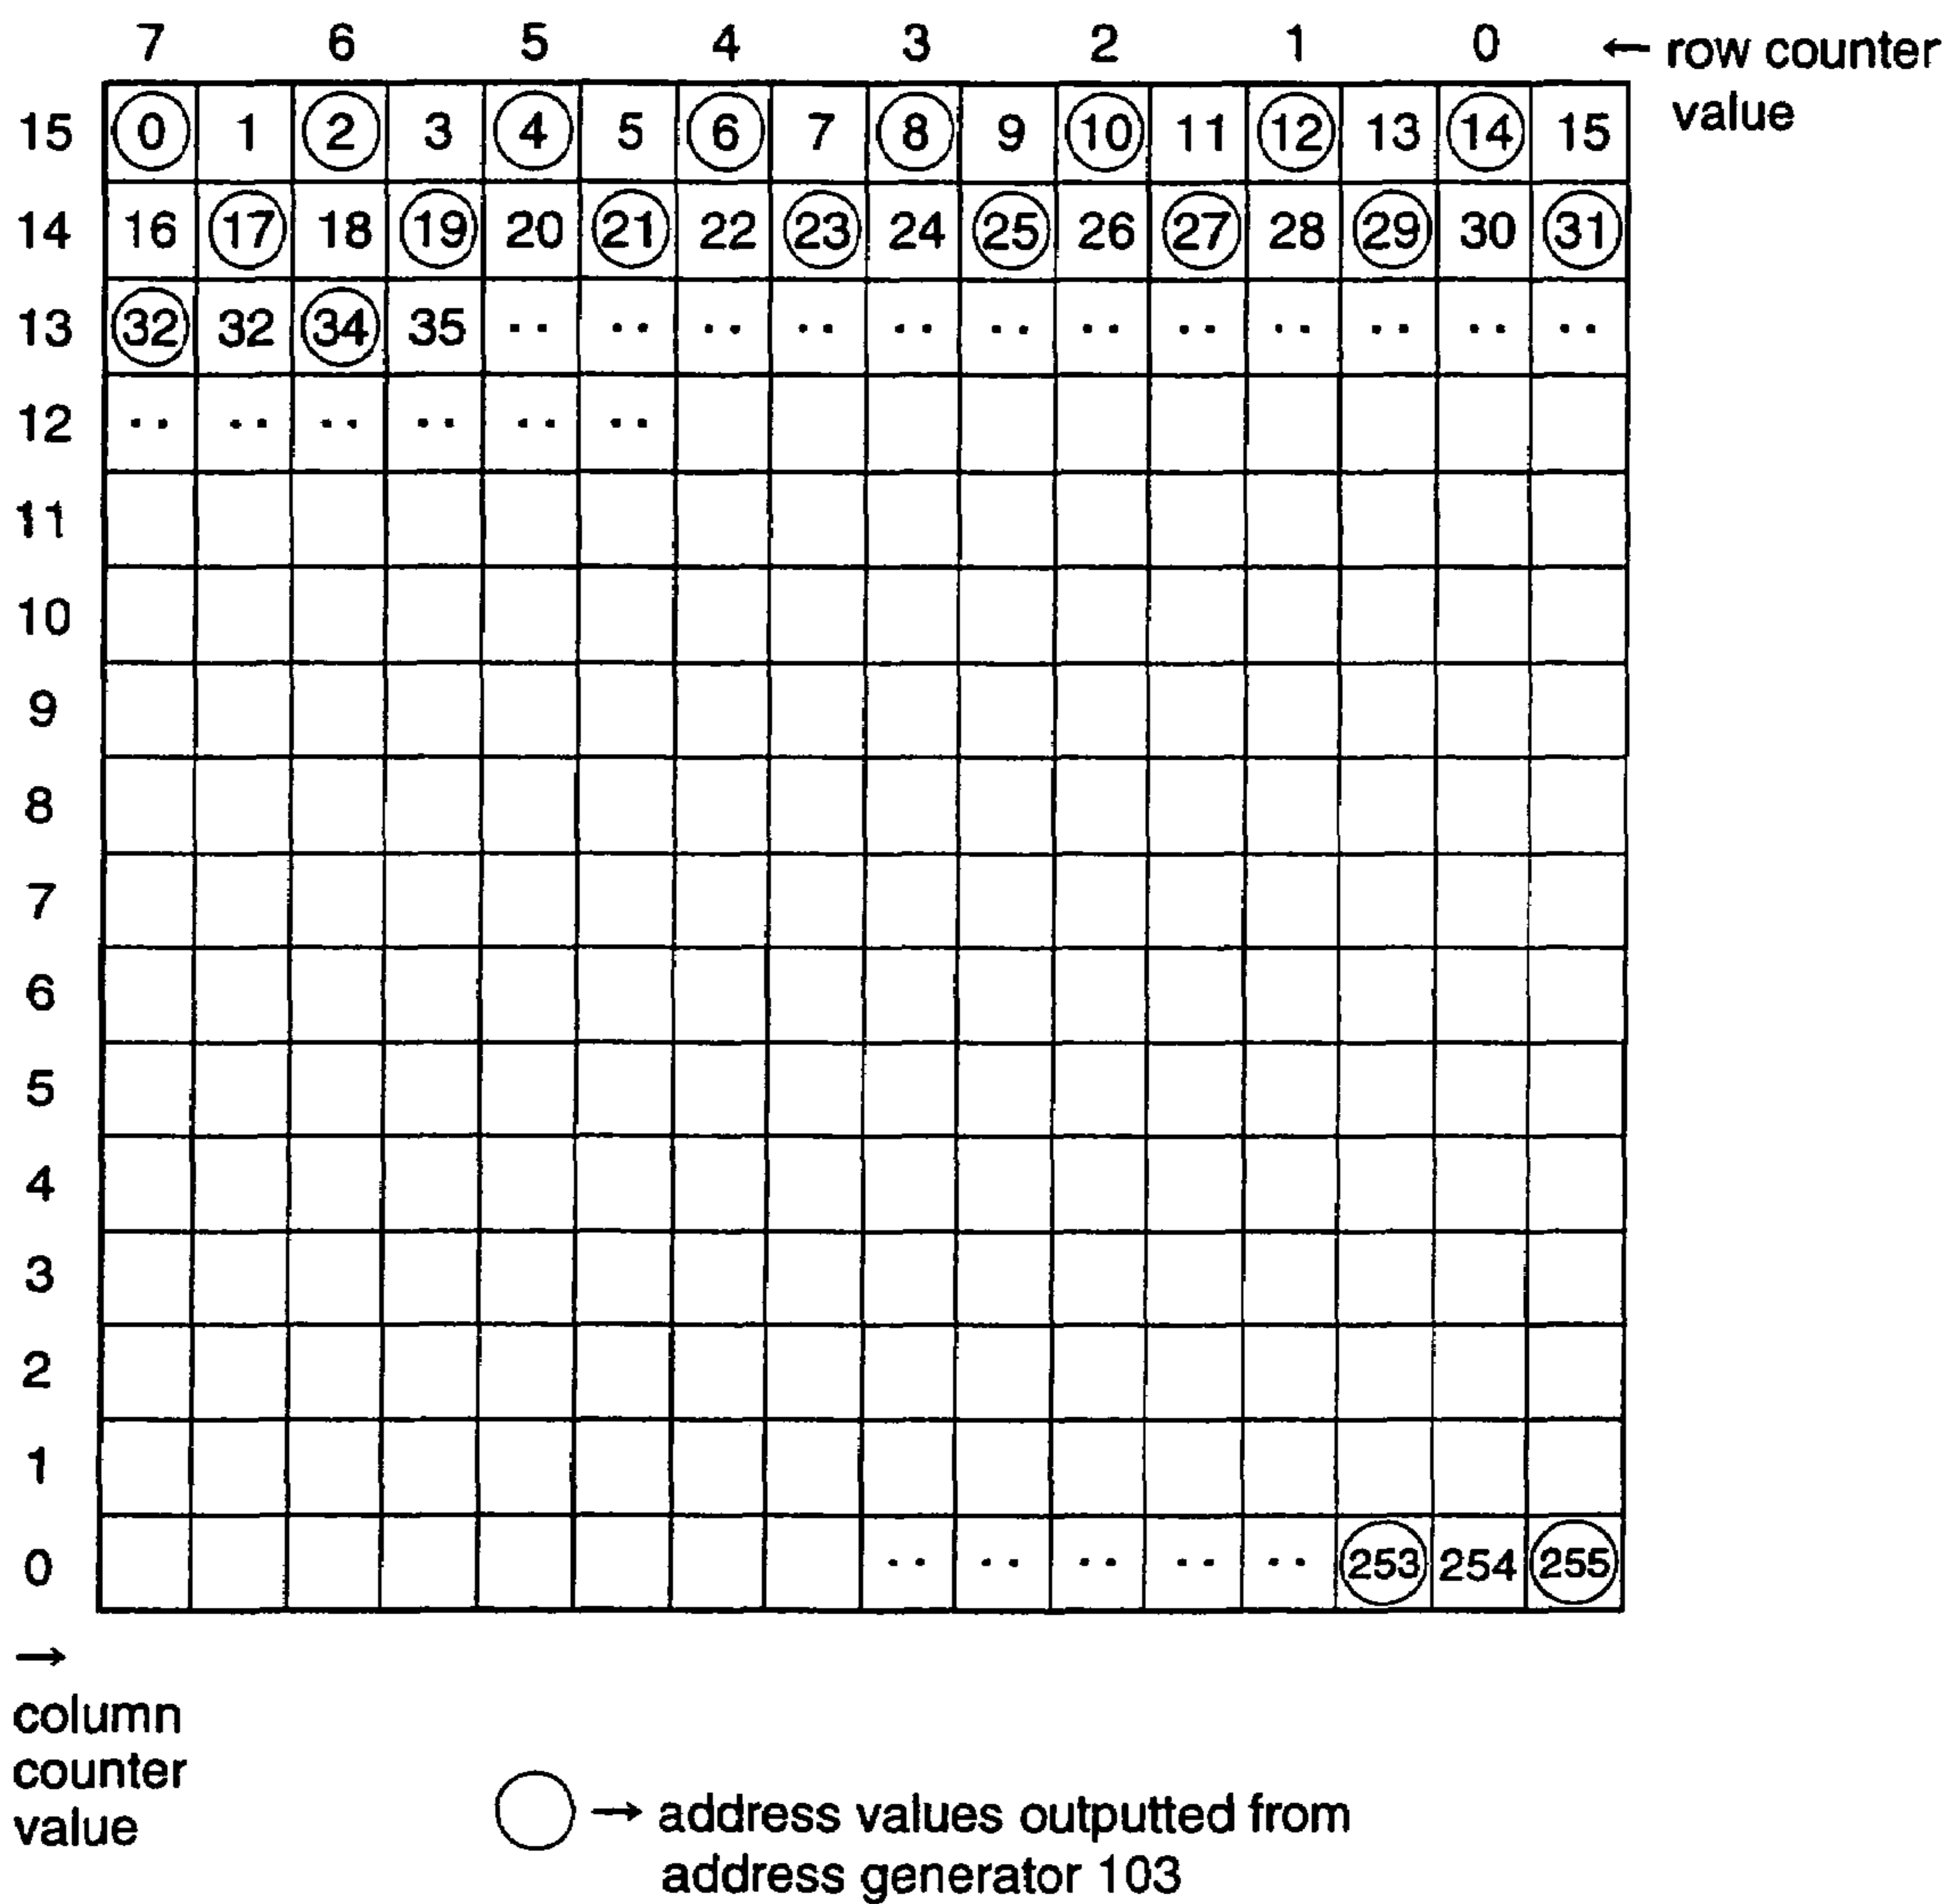 7 6 5 4 3 2 1 0 ← row counter
value
15 0 1 2 3 4 5 6 7 8 9 10 11 12 13 14 15
14 16 17 18 19 20 21 22 23 24 25 26 27 28 29 30 31
13 32 32 34 35 .. .. .. .. .. .. .. .. .. .. .. ..
12 .. .. .. .. .. ..
11
10
9
8
7
6
5
4
3
2
1
0 .. .. .. .. .. 253 254 255
→
column
counter
value
→ address values outputted from
address generator 103